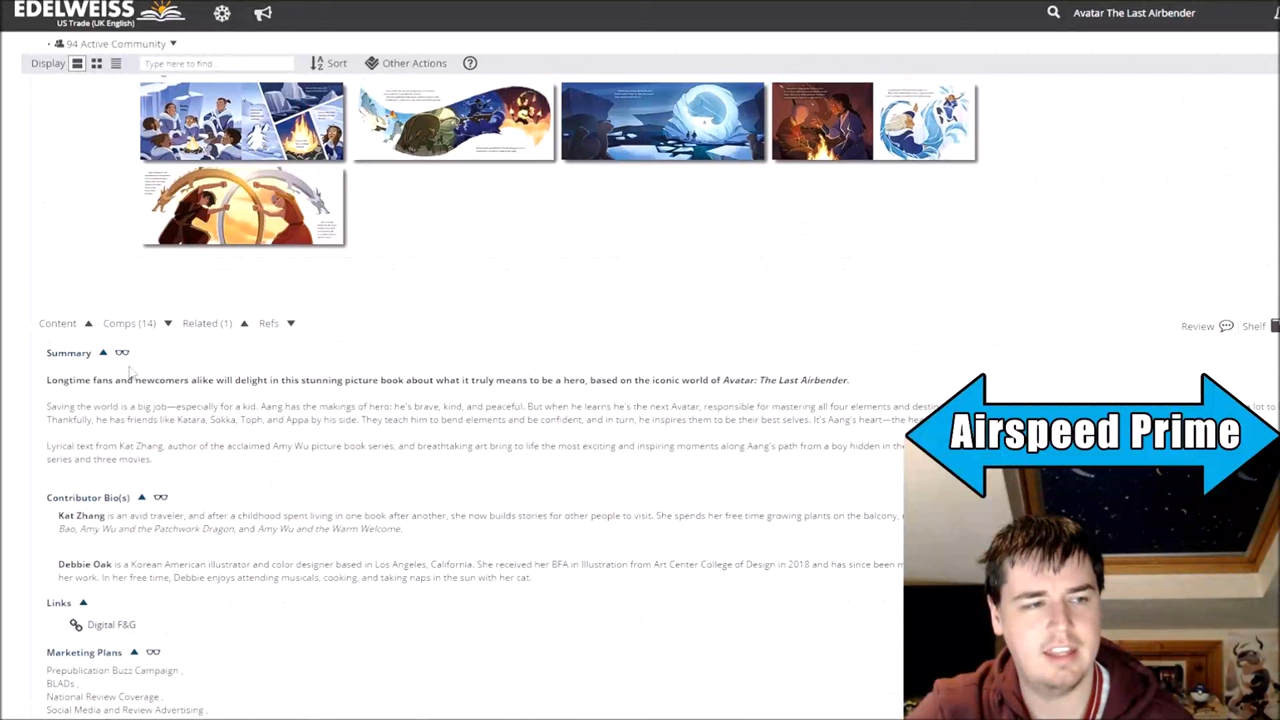 EDELWEISS
US Trade (UK English)
Avatar The Last Airbender
94 Active Community
Display
Type here to find...
Sort
Other Actions
Content
Comps (14)
Related (1)
Refs
Review
Shelf
Summary
Longtime fans and newcomers alike will delight in this stunning picture book about what it truly means to be a hero, based on the iconic world of Avatar: The Last Airbender.
Saving the world is a big job—especially for a kid. Aang has the makings of hero: he's brave, kind, and peaceful. But when he learns he's the next Avatar, responsible for mastering all four elements and
lot to
Thankfully, he has friends like Katara, Sokka, Toph, and Appa by his side. They teach him to bend elements and be confident, and in turn, he inspires them to be their best selves. It's Aang's heart—the
Lyrical text from Kat Zhang, author of the acclaimed Amy Wu picture book series, and breathtaking art bring to life the most exciting and inspiring moments along Aang's path from a boy hidden in the
series and three movies.
Airspeed Prime
Contributor Bio(s)
Kat Zhang is an avid traveler, and after a childhood spent living in one book after another, she now builds stories for other people to visit. She spends her free time growing plants on the balcony,
Bao, Amy Wu and the Patchwork Dragon, and Amy Wu and the Warm Welcome.
Debbie Oak is a Korean American illustrator and color designer based in Los Angeles, California. She received her BFA in Illustration from Art Center College of Design in 2018 and has since been
her work. In her free time, Debbie enjoys attending musicals, cooking, and taking naps in the sun with her cat.
Links
Digital F&G
Marketing Plans
Prepublication Buzz Campaign ,
BLADs ,
National Review Coverage ,
Social Media and Review Advertising ,